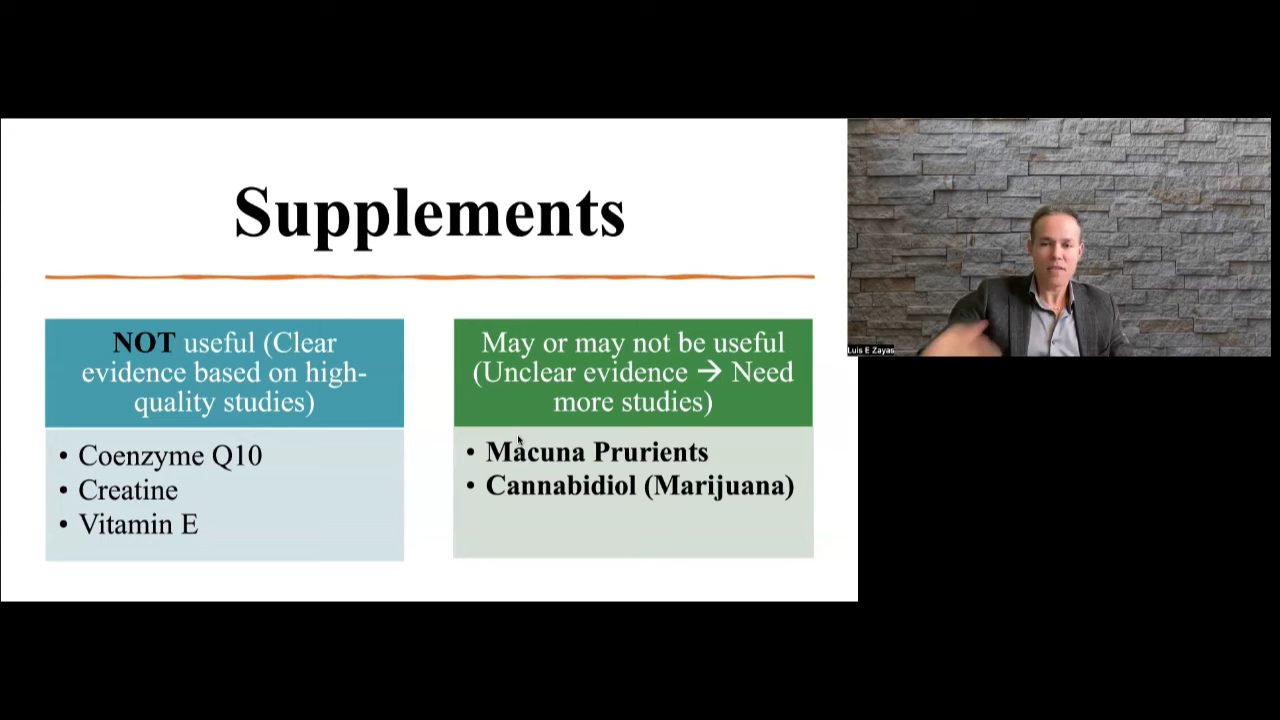 Supplements
NOT useful (Clear
evidence based on high-
quality studies)
• Coenzyme Q10
• Creatine
• Vitamin E
May or may not be useful
(Unclear evidence → Need
more studies)
• Macuna Prurients
• Cannabidiol (Marijuana)
Luis E Zayas